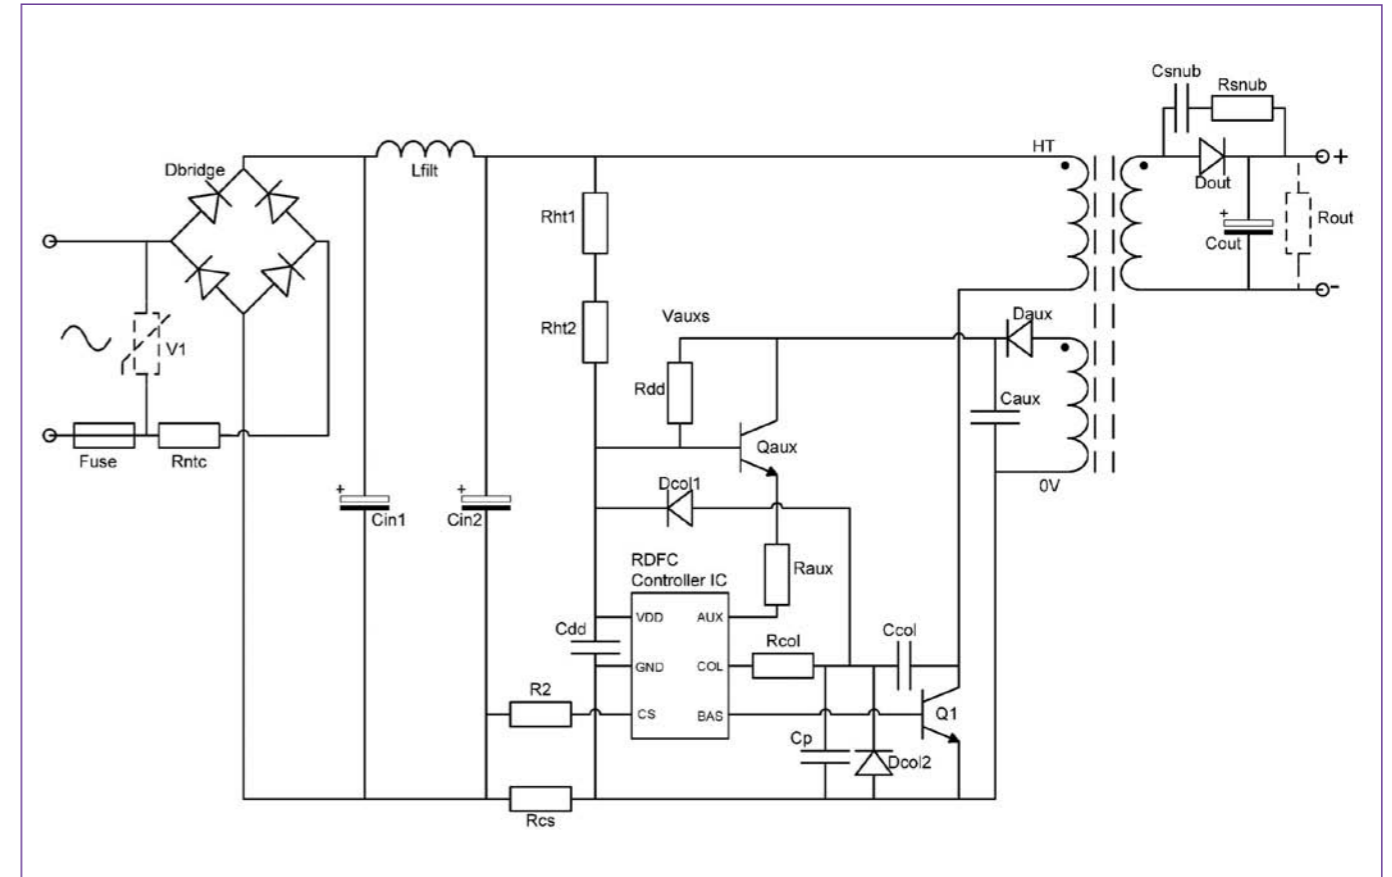 Csnub
Rsnub
HT
+
Dbridge
Lfilt
Dout
Rht1
+
Cout
Rout
-
Vauxs
Daux
Rht2
V1
Rdd
Caux
Qaux
Fuse
Rntc
Dcol1
0V
+
Cin1
+
Cin2
RDFC
Controller IC
Raux
VDD
AUX
Cdd
Rcol
Ccol
GND
COL
R2
CS
BAS
Q1
Cp
Dcol2
Rcs